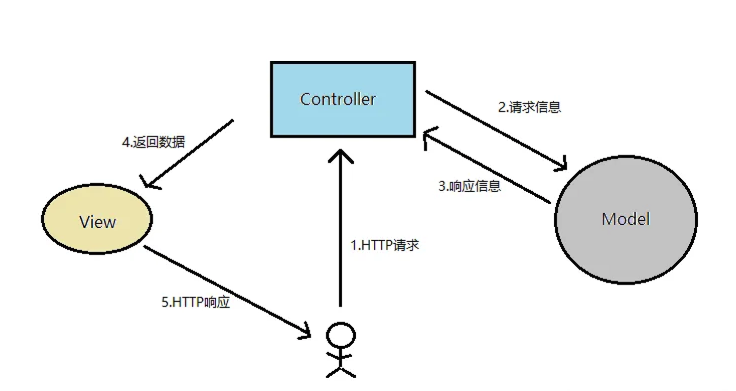 Controller
2.请求信息
4.返回数据
3.响应信息
View
Model
1.HTTP请求
5.HTTP响应